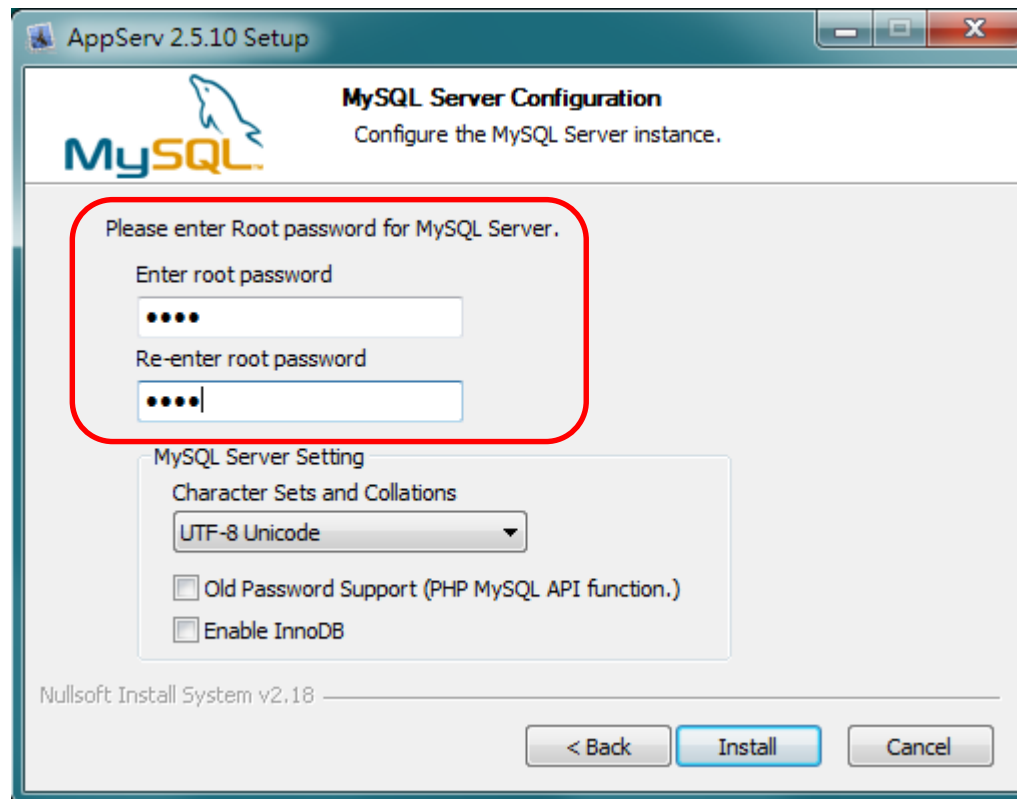 AppServ 2.5.10 Setup
MySQL
MySQL Server Configuration
Configure the MySQL Server instance.
Please enter Root password for MySQL Server.
Enter root password
••••
Re-enter root password
••••
MySQL Server Setting
Character Sets and Collations
UTF-8 Unicode
Old Password Support (PHP MySQL API function.)
Enable InnoDB
Nullsoft Install System v2.18
< Back
Install
Cancel